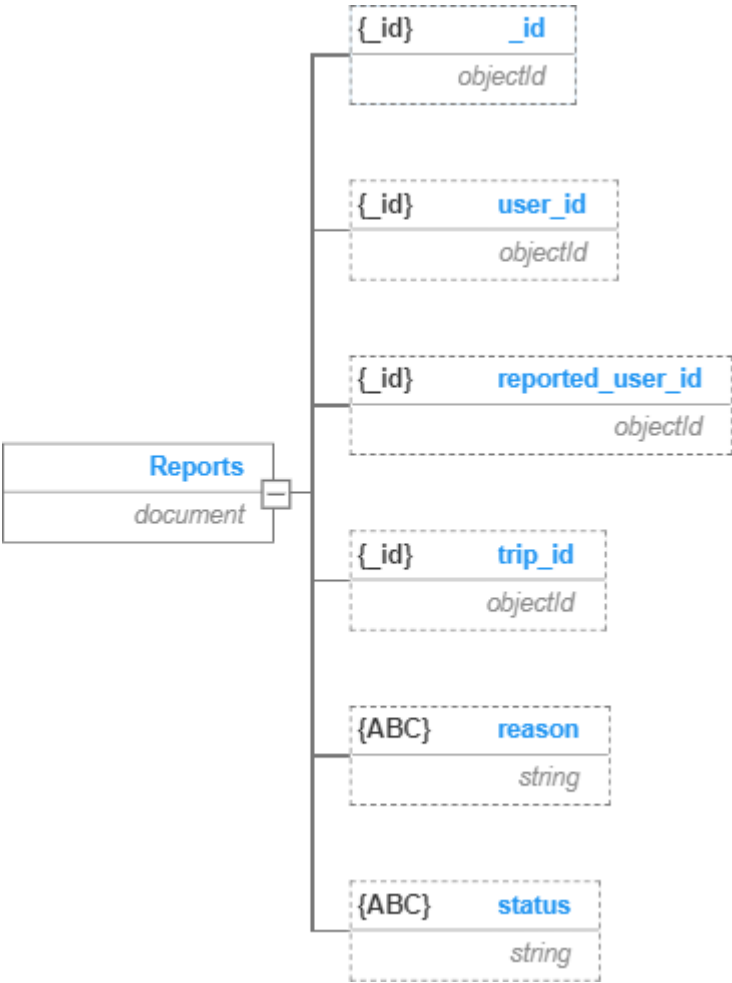 {_id} _id
objectId
{_id} user_id
objectId
{_id} reported_user_id
objectId
Reports
document
{_id} trip_id
objectId
{ABC} reason
string
{ABC} status
string